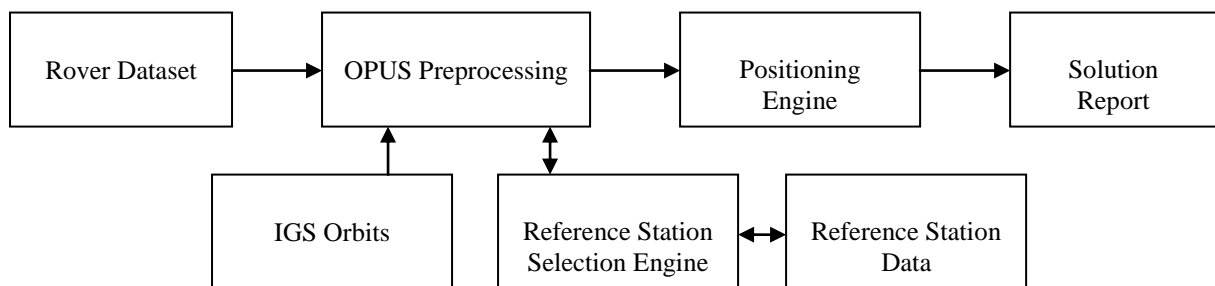 Rover Dataset
OPUS Preprocessing
Positioning
Engine
Solution
Report
IGS Orbits
Reference Station
Selection Engine
Reference Station
Data